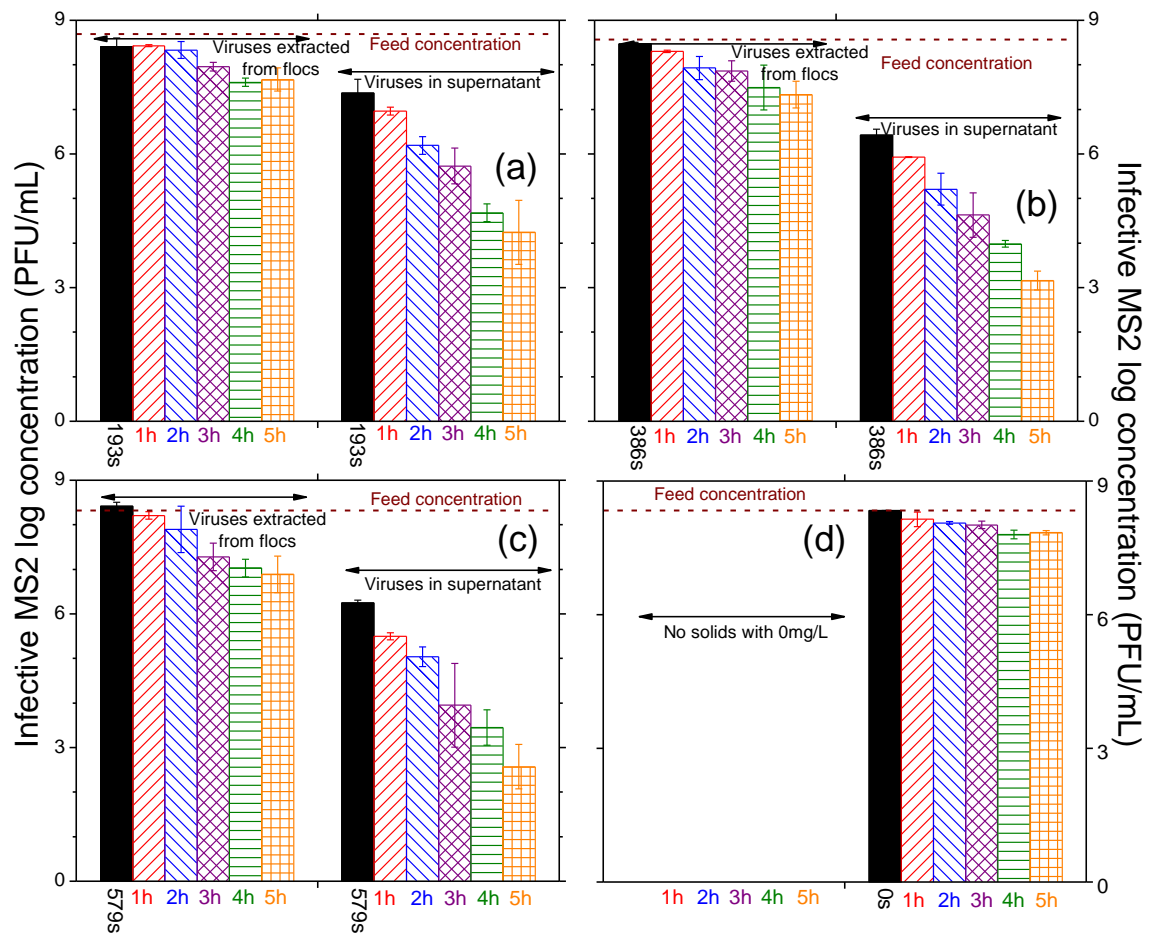 Infective MS2 log concentration (PFU/mL)
9
6
3
0
Viruses extracted
from flocs
Feed concentration
Viruses in supernatant
(a)
193s 1h 2h 3h 4h 5h 193s 1h 2h 3h 4h 5h
Viruses extracted
from flocs
Feed concentration
Viruses in supernatant
(b)
9
6
3
0
386s 1h 2h 3h 4h 5h 386s 1h 2h 3h 4h 5h
Infective MS2 log concentration (PFU/mL)
9
6
3
0
Feed concentration
Viruses extracted
from flocs
(c)
Viruses in supernatant
579s 1h 2h 3h 4h 5h 579s 1h 2h 3h 4h 5h
Feed concentration
(d)
No solids with 0mg/L
9
6
3
0
1h 2h 3h 4h 5h 0s 1h 2h 3h 4h 5h